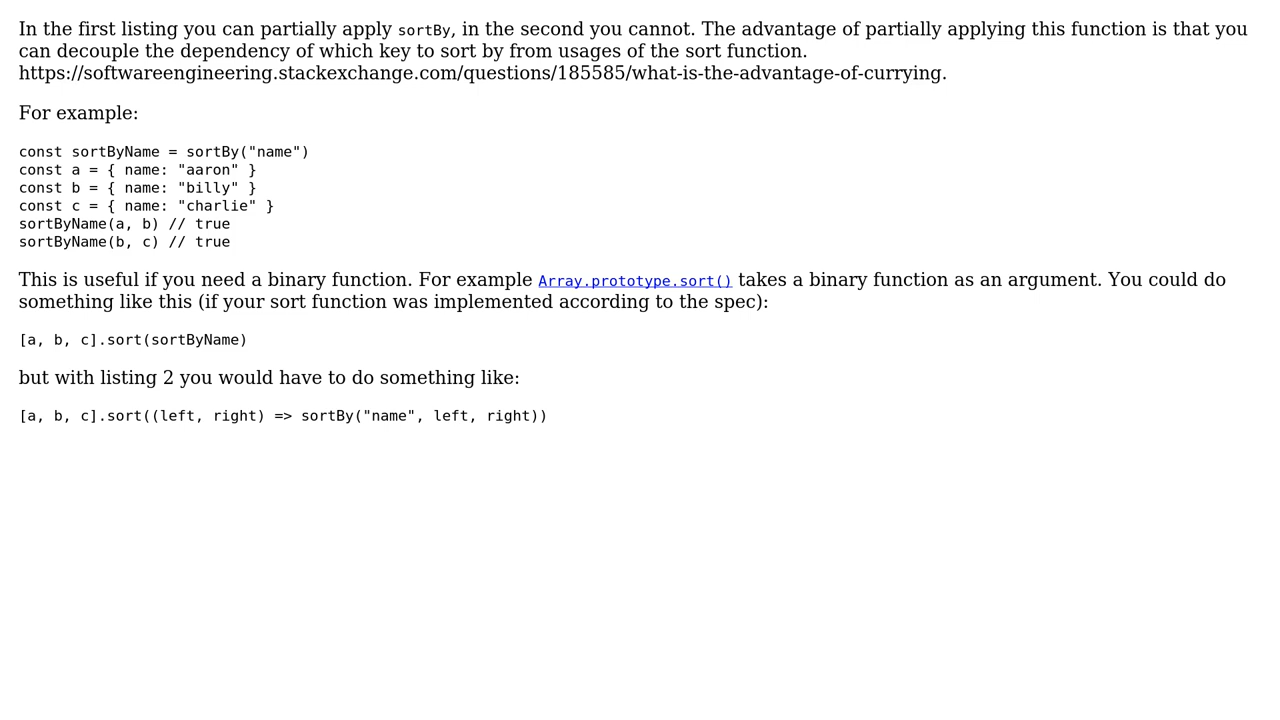 In the first listing you can partially apply sortBy, in the second you cannot. The advantage of partially applying this function is that you
can decouple the dependency of which key to sort by from usages of the sort function.
https://softwareengineering.stackexchange.com/questions/185585/what-is-the-advantage-of-currying.
For example:
const sortByName = sortBy("name")
const a = { name: "aaron" }
const b = { name: "billy" }
const c = { name: "charlie" }
sortByName(a, b) // true
sortByName(b, c) // true
This is useful if you need a binary function. For example Array.prototype.sort() takes a binary function as an argument. You could do
something like this (if your sort function was implemented according to the spec):
[a, b, c].sort(sortByName)
but with listing 2 you would have to do something like:
[a, b, c].sort((left, right) => sortBy("name", left, right))